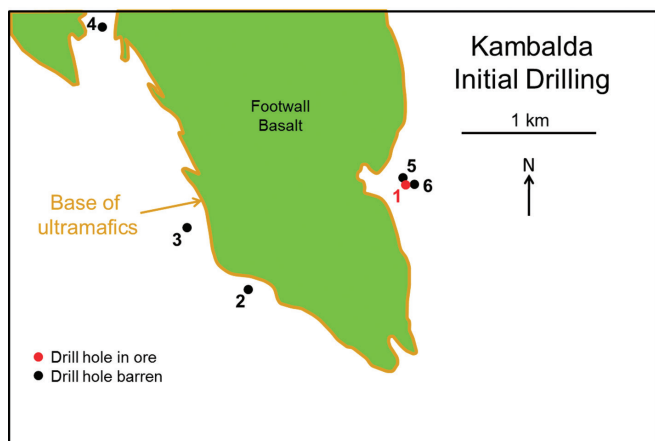 4
Kambalda
Initial Drilling
Footwall
Basalt
1 km
N
5
6
1
Base of
ultramafics
3
2
Drill hole in ore
Drill hole barren